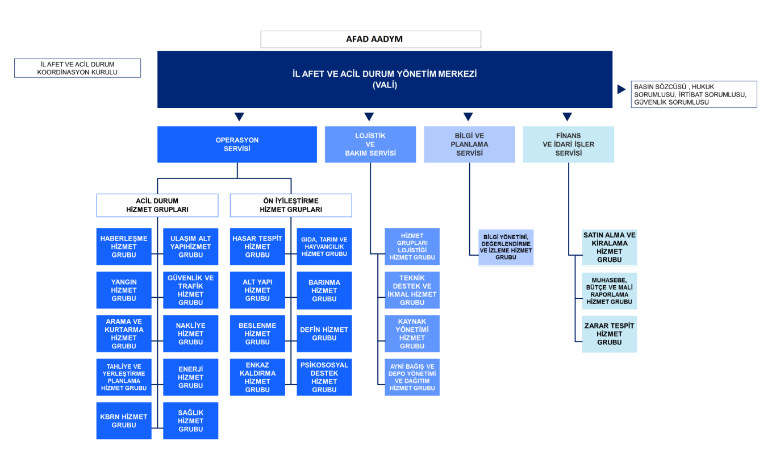 AFAD AADYM
İL AFET VE ACİL DURUM
KOORDİNASYON KURULU
İL AFET VE ACİL DURUM YÖNETİM MERKEZİ
(VALİ)
BASIN SÖZCÜSÜ , HUKUK
SORUMLUSU, İRTİBAT SORUMLUSU,
GÜVENLİK SORUMLUSU
OPERASYON
SERVİSİ
LOJİSTİK
VE
BAKIM SERVİSİ
BİLGİ VE
PLANLAMA
SERVİSİ
FİNANS
VE İDARİ İŞLER
SERVİSİ
ACİL DURUM
HİZMET GRUPLARI
ÖN İYİLEŞTİRME
HİZMET GRUPLARI
HABERLEŞME
HİZMET
GRUBU
ULAŞIM ALT
YAPIHİZMET
GRUBU
YANGIN
HİZMET
GRUBU
GÜVENLİK VE
TRAFİK
HİZMET
GRUBU
ARAMA VE
KURTARMA
HİZMET
GRUBU
NAKLİYE
HİZMET
GRUBU
TAHLİYE VE
YERLEŞTİRME
PLANLAMA
HİZMET GRUBU
ENERJİ
HİZMET
GRUBU
KBRN HİZMET
GRUBU
SAĞLIK
HİZMET
GRUBU
HASAR TESPİT
HİZMET
GRUBU
GIDA, TARIM VE
HAYVANCILIK
HİZMET GRUBU
ALT YAPI
HİZMET
GRUBU
BARINMA
HİZMET
GRUBU
BESLENME
HİZMET
GRUBU
DEFİN HİZMET
GRUBU
ENKAZ
KALDIRMA
HİZMET
GRUBU
PSİKOSOSYAL
DESTEK
HİZMET
GRUBU
HİZMET
GRUPLARI
LOJİSTİĞİ
HİZMET GRUBU
TEKNİK
DESTEK VE
İKMAL HİZMET
GRUBU
KAYNAK
YÖNETİMİ
HİZMET
GRUBU
AYNİ BAĞIŞ VE
DEPO YÖNETİMİ
VE DAĞITIM
HİZMET GRUBU
BİLGİ YÖNETİMİ,
DEĞERLENDİRME
VE İZLEME HİZMET
GRUBU
SATIN ALMA VE
KİRALAMA
HİZMET
GRUBU
MUHASEBE,
BÜTÇE VE MALİ
RAPORLAMA
HİZMET GRUBU
ZARAR TESPİT
HİZMET
GRUBU